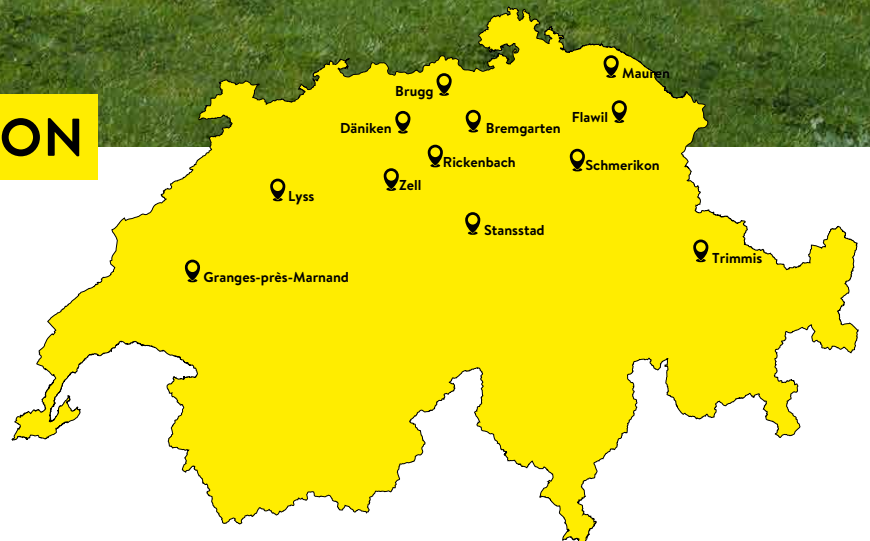 Mauren
Brugg
Flawil
Däniken
Bremgarten
ON
Rickenbach
Schmerikon
Zell
Lyss
Stansstad
Trimmis
Granges-près-Marnand